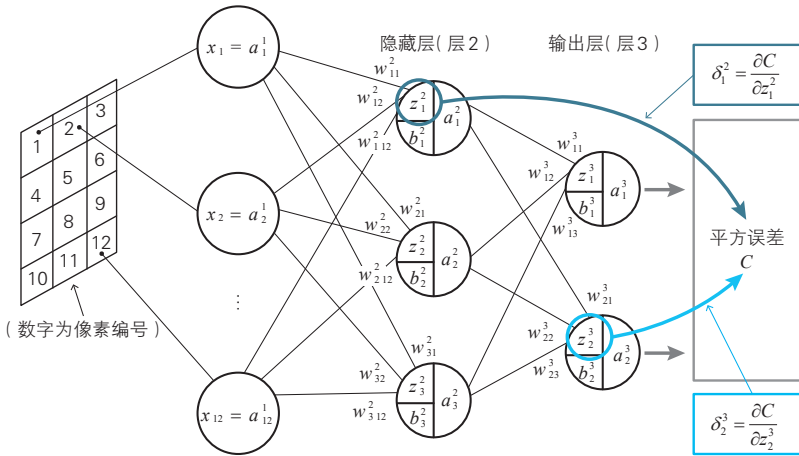 隐藏层(层2)
输出层(层3)
x₁ = a₁¹
w²₁₁
w²₁₂
w²₁ ₁₂
z²₁
b²₁
a²₁
δ²₁ = ∂C/∂z²₁
1
2
3
4
5
6
7
8
9
10
11
12
(数字为像素编号)
x₂ = a¹₂
w²₂₁
w²₂₂
w²₂ ₁₂
z²₂
b²₂
a²₂
w³₁₁
w³₁₂
w³₁₃
z³₁
b³₁
a³₁
平方误差
C
⋮
x₁₂ = a¹₁₂
w²₃₁
w²₃₂
w²₃ ₁₂
z²₃
b²₃
a²₃
w³₂₁
w³₂₂
w³₂₃
z³₂
b³₂
a³₂
δ³₂ = ∂C/∂z³₂